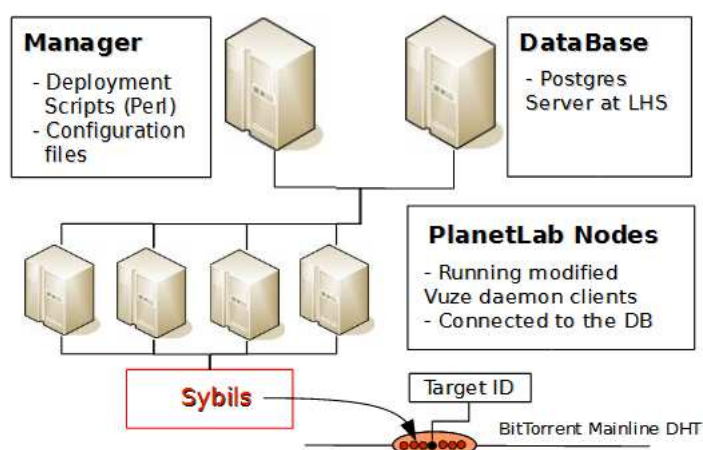 Manager
- Deployment
Scripts (Perl)
- Configuration
files
DataBase
- Postgres
Server at LHS
PlanetLab Nodes
- Running modified
Vuze daemon clients
- Connected to the DB
Sybils
Target ID
BitTorrent Mainline DHT